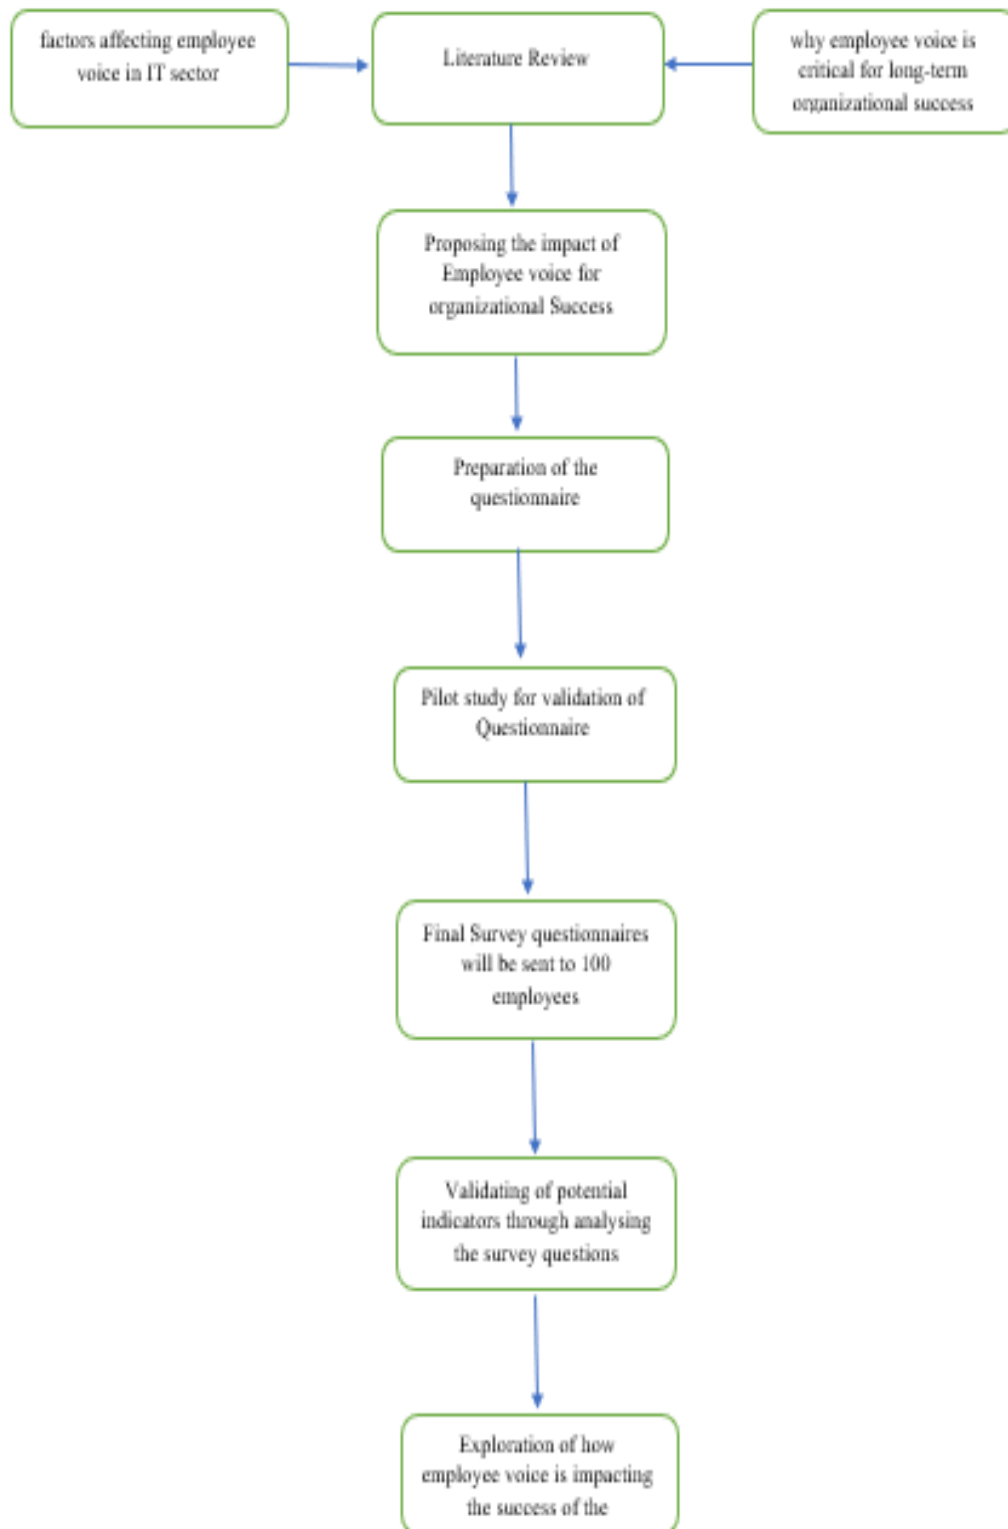 factors affecting employee
voice in IT sector
Literature Review
why employee voice is
critical for long-term
organizational success
Proposing the impact of
Employee voice for
organizational Success
Preparation of the
questionnaire
Pilot study for validation of
Questionnaire
Final Survey questionnaires
will be sent to 100
employees
Validating of potential
indicators through analysing
the survey questions
Exploration of how
employee voice is impacting
the success of the